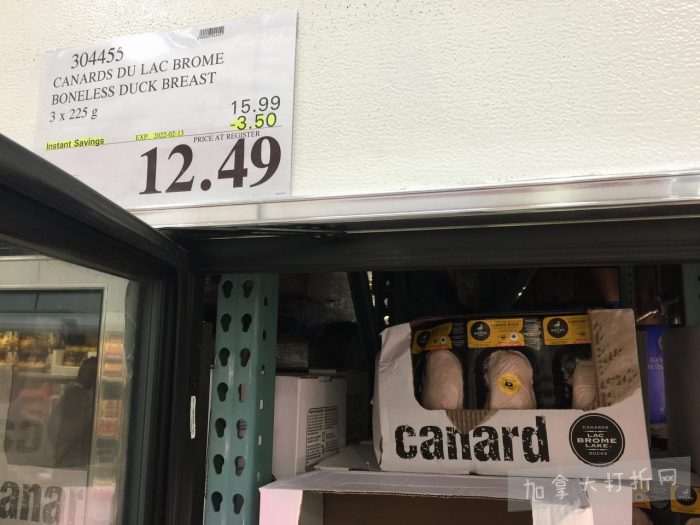 304455
CANARDS DU LAC BROME
BONELESS DUCK BREAST
3 x 225 g
15.99
-3.50
Instant Savings
EXP. 2022-02-13
PRICE AT REGISTER
12.49
canard
CANARDS
LAC
BROME
LAKE
DUCKS
anar
加拿大打折网